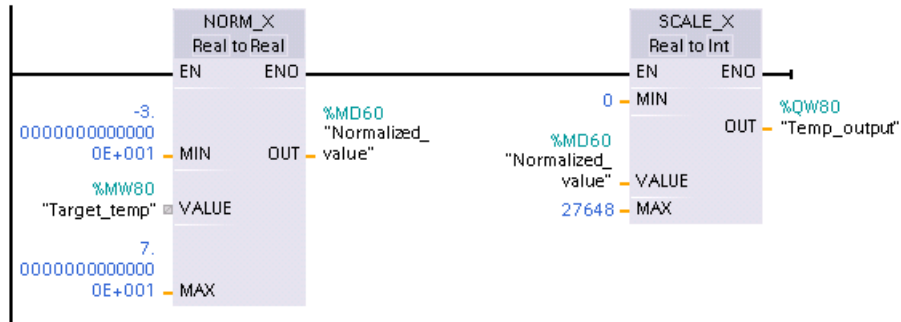 NORM_X
Real to Real
EN ENO
-3.
0000000000000
0E+001
MIN
%MD60
"Normalized_
value"
OUT
%MW80
"Target_temp"
VALUE
7.
0000000000000
0E+001
MAX
SCALE_X
Real to Int
EN ENO
0
MIN
%QW80
"Temp_output"
OUT
%MD60
"Normalized_
value"
VALUE
27648
MAX